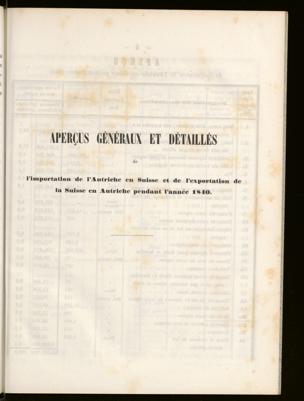 APERÇUS GÉNÉRAUX ET DÉTAILLÉS
de
l'importation de l'Autriche en Suisse et de l'exportation de
la Suisse en Autriche pendant l'année 1840.